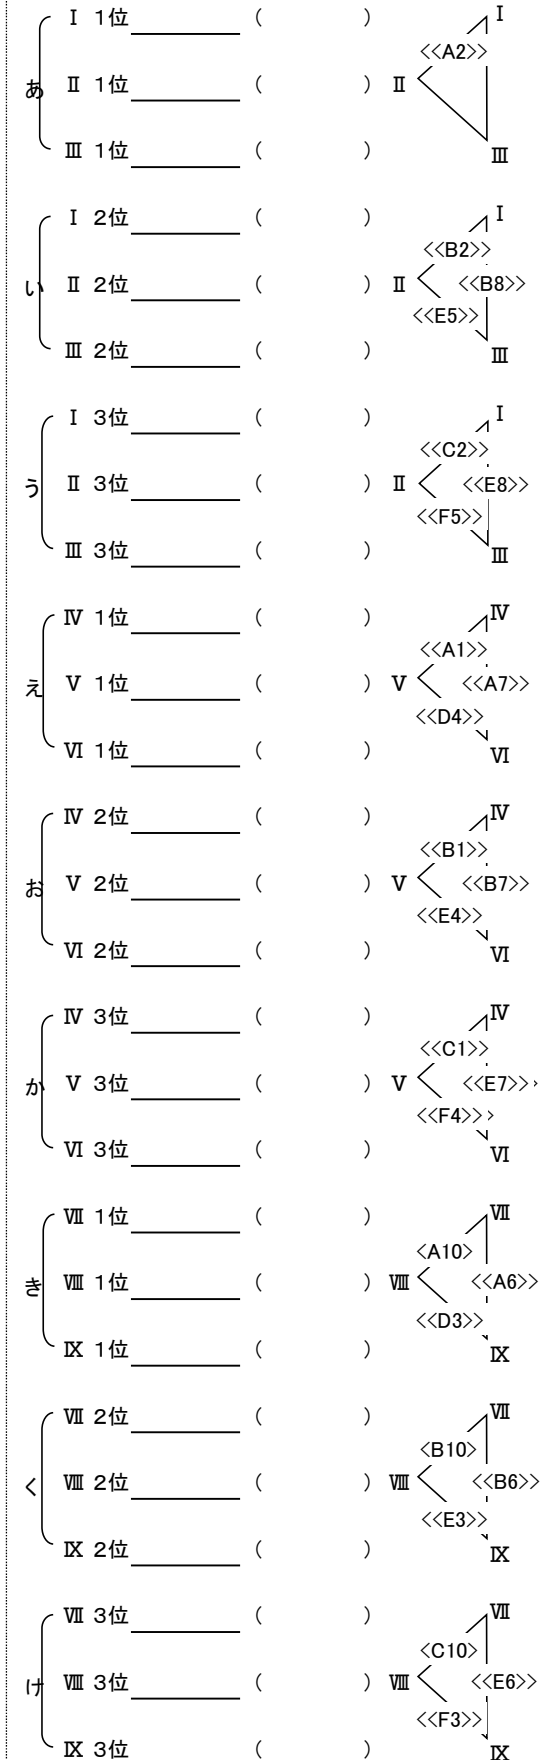 Ⅰ 1位 ( ) Ⅰ
<<A2>>
あ Ⅱ 1位 ( ) Ⅱ
Ⅲ 1位 ( ) Ⅲ
Ⅰ 2位 ( ) Ⅰ
<<B2>>
い Ⅱ 2位 ( ) Ⅱ <<B8>>
<<E5>>
Ⅲ 2位 ( ) Ⅲ
Ⅰ 3位 ( ) Ⅰ
<<C2>>
う Ⅱ 3位 ( ) Ⅱ <<E8>>
<<F5>>
Ⅲ 3位 ( ) Ⅲ
Ⅳ 1位 ( ) Ⅳ
<<A1>>
え Ⅴ 1位 ( ) Ⅴ <<A7>>
<<D4>>
Ⅵ 1位 ( ) Ⅵ
Ⅳ 2位 ( ) Ⅳ
<<B1>>
お Ⅴ 2位 ( ) Ⅴ <<B7>>
<<E4>>
Ⅵ 2位 ( ) Ⅵ
Ⅳ 3位 ( ) Ⅳ
<<C1>>
か Ⅴ 3位 ( ) Ⅴ <<E7>>
<<F4>>
Ⅵ 3位 ( ) Ⅵ
Ⅶ 1位 ( ) Ⅶ
<A10>
き Ⅷ 1位 ( ) Ⅷ <<A6>>
<<D3>>
Ⅸ 1位 ( ) Ⅸ
Ⅶ 2位 ( ) Ⅶ
<B10>
く Ⅷ 2位 ( ) Ⅷ <<B6>>
<<E3>>
Ⅸ 2位 ( ) Ⅸ
Ⅶ 3位 ( ) Ⅶ
<C10>
け Ⅷ 3位 ( ) Ⅷ <<E6>>
<<F3>>
Ⅸ 3位 ( ) Ⅸ